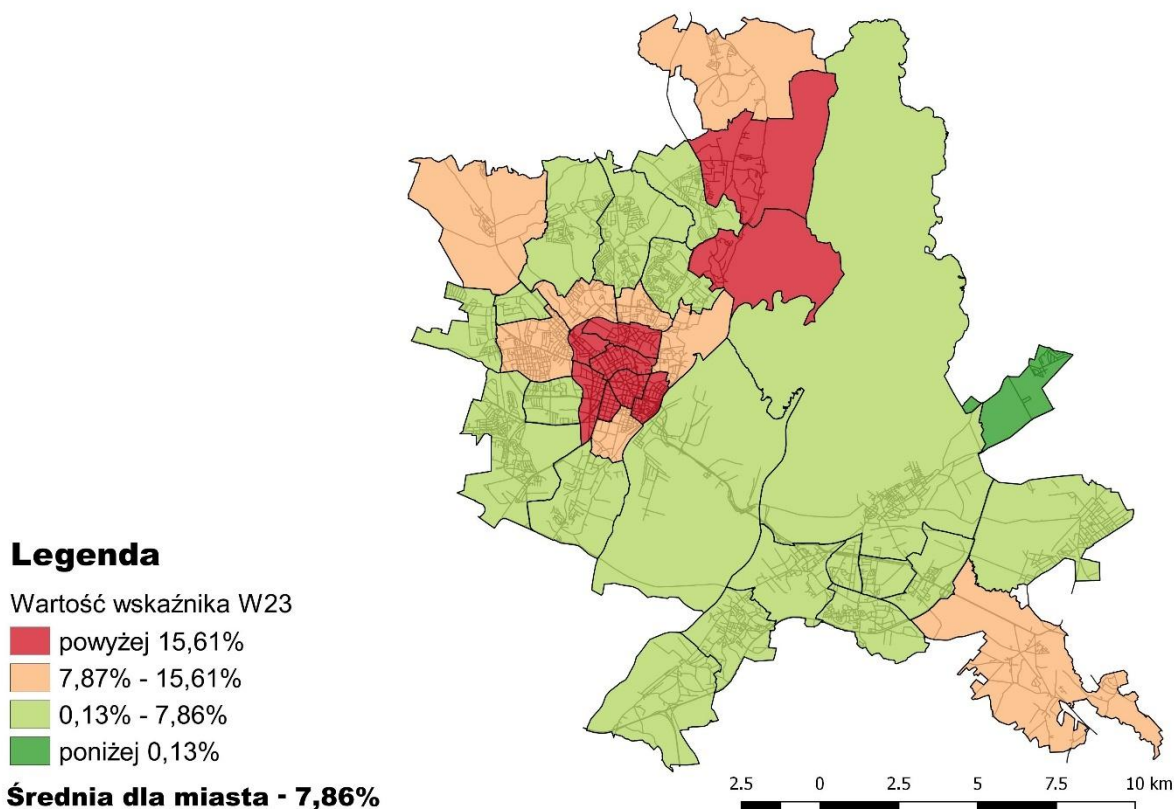 Legenda
Wartość wskaźnika W23
powyżej 15,61%
7,87% - 15,61%
0,13% - 7,86%
poniżej 0,13%
Średnia dla miasta - 7,86%
2.5 0 2.5 5 7.5 10 km